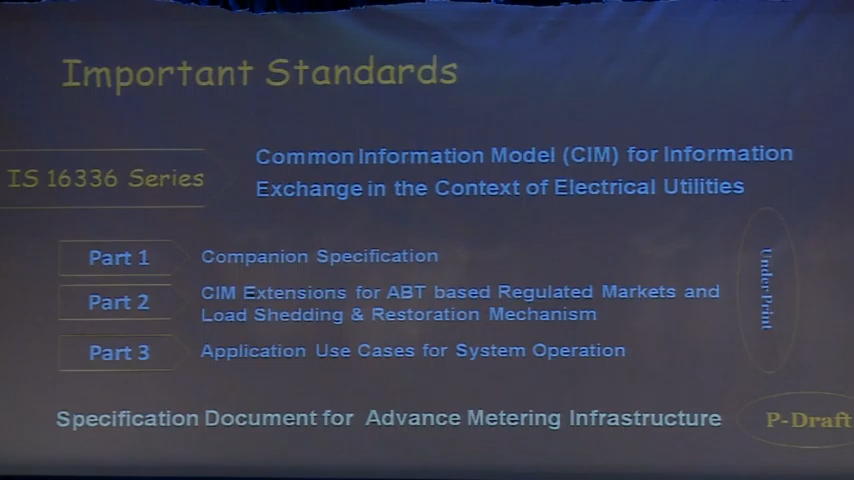 Important Standards
IS 16336 Series
Common Information Model (CIM) for Information
Exchange in the Context of Electrical Utilities
Part 1
Companion Specification
Part 2
CIM Extensions for ABT based Regulated Markets and
Load Shedding & Restoration Mechanism
Part 3
Application Use Cases for System Operation
Under Print
Specification Document for Advance Metering Infrastructure
P-Draft